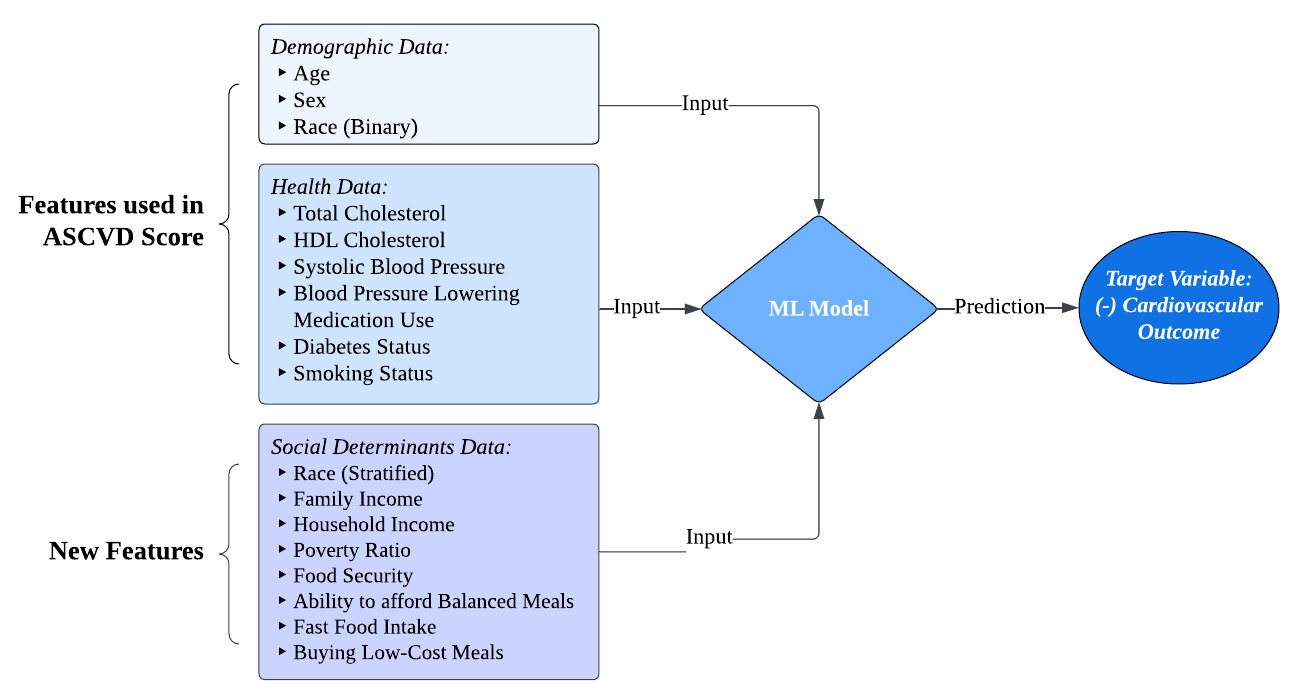 Features used in
ASCVD Score
Demographic Data:
‣ Age
‣ Sex
‣ Race (Binary)
Health Data:
‣ Total Cholesterol
‣ HDL Cholesterol
‣ Systolic Blood Pressure
‣ Blood Pressure Lowering
Medication Use
‣ Diabetes Status
‣ Smoking Status
New Features
Social Determinants Data:
‣ Race (Stratified)
‣ Family Income
‣ Household Income
‣ Poverty Ratio
‣ Food Security
‣ Ability to afford Balanced Meals
‣ Fast Food Intake
‣ Buying Low-Cost Meals
Input
Input
Input
ML Model
Prediction
Target Variable:
(-) Cardiovascular
Outcome